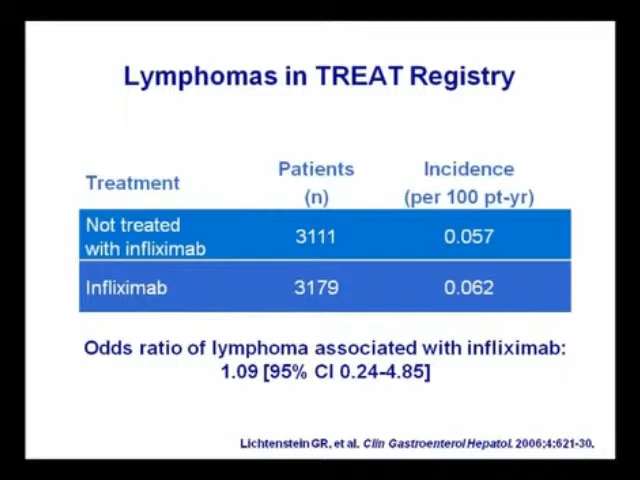 Lymphomas in TREAT Registry
Treatment
Patients
(n)
Incidence
(per 100 pt-yr)
Not treated
with infliximab
3111
0.057
Infliximab
3179
0.062
Odds ratio of lymphoma associated with infliximab:
1.09 [95% CI 0.24-4.85]
Lichtenstein GR, et al. Clin Gastroenterol Hepatol. 2006;4:621-30.